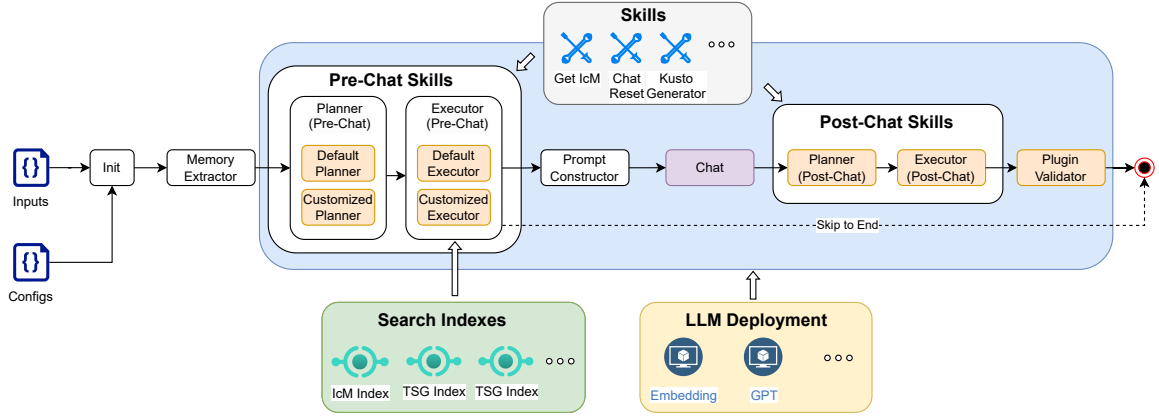 Skills
Get IcM
Chat
Reset
Kusto
Generator
Pre-Chat Skills
Planner
(Pre-Chat)
Default
Planner
Customized
Planner
Executor
(Pre-Chat)
Default
Executor
Customized
Executor
Post-Chat Skills
Planner
(Post-Chat)
Executor
(Post-Chat)
{}
Inputs
Init
Memory
Extractor
Prompt
Constructor
Chat
Plugin
Validator
Skip to End
{}
Configs
Search Indexes
IcM Index
TSG Index
TSG Index
LLM Deployment
Embedding
GPT